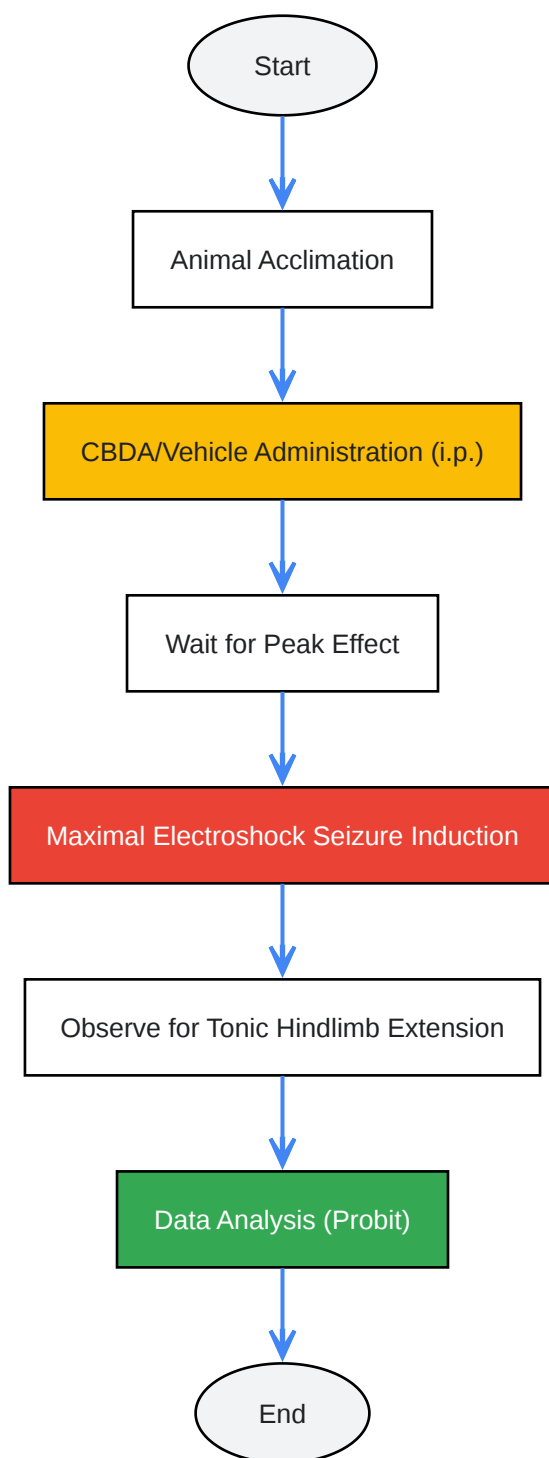 Start
Animal Acclimation
CBDA/Vehicle Administration (i.p.)
Wait for Peak Effect
Maximal Electroshock Seizure Induction
Observe for Tonic Hindlimb Extension
Data Analysis (Probit)
End